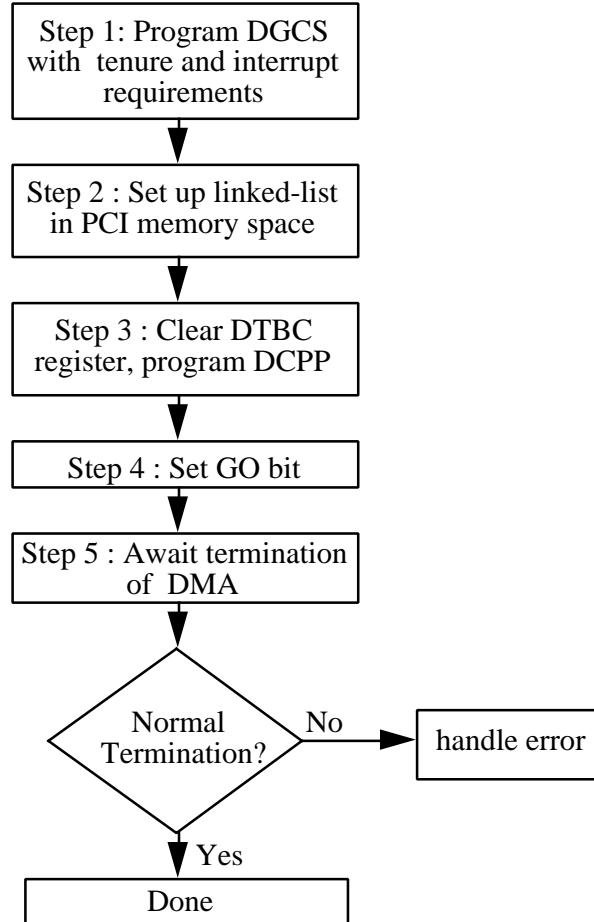 Step 1: Program DGCS
with tenure and interrupt
requirements
Step 2 : Set up linked-list
in PCI memory space
Step 3 : Clear DTBC
register, program DCPP
Step 4 : Set GO bit
Step 5 : Await termination
of DMA
Normal
Termination?
No
handle error
Yes
Done